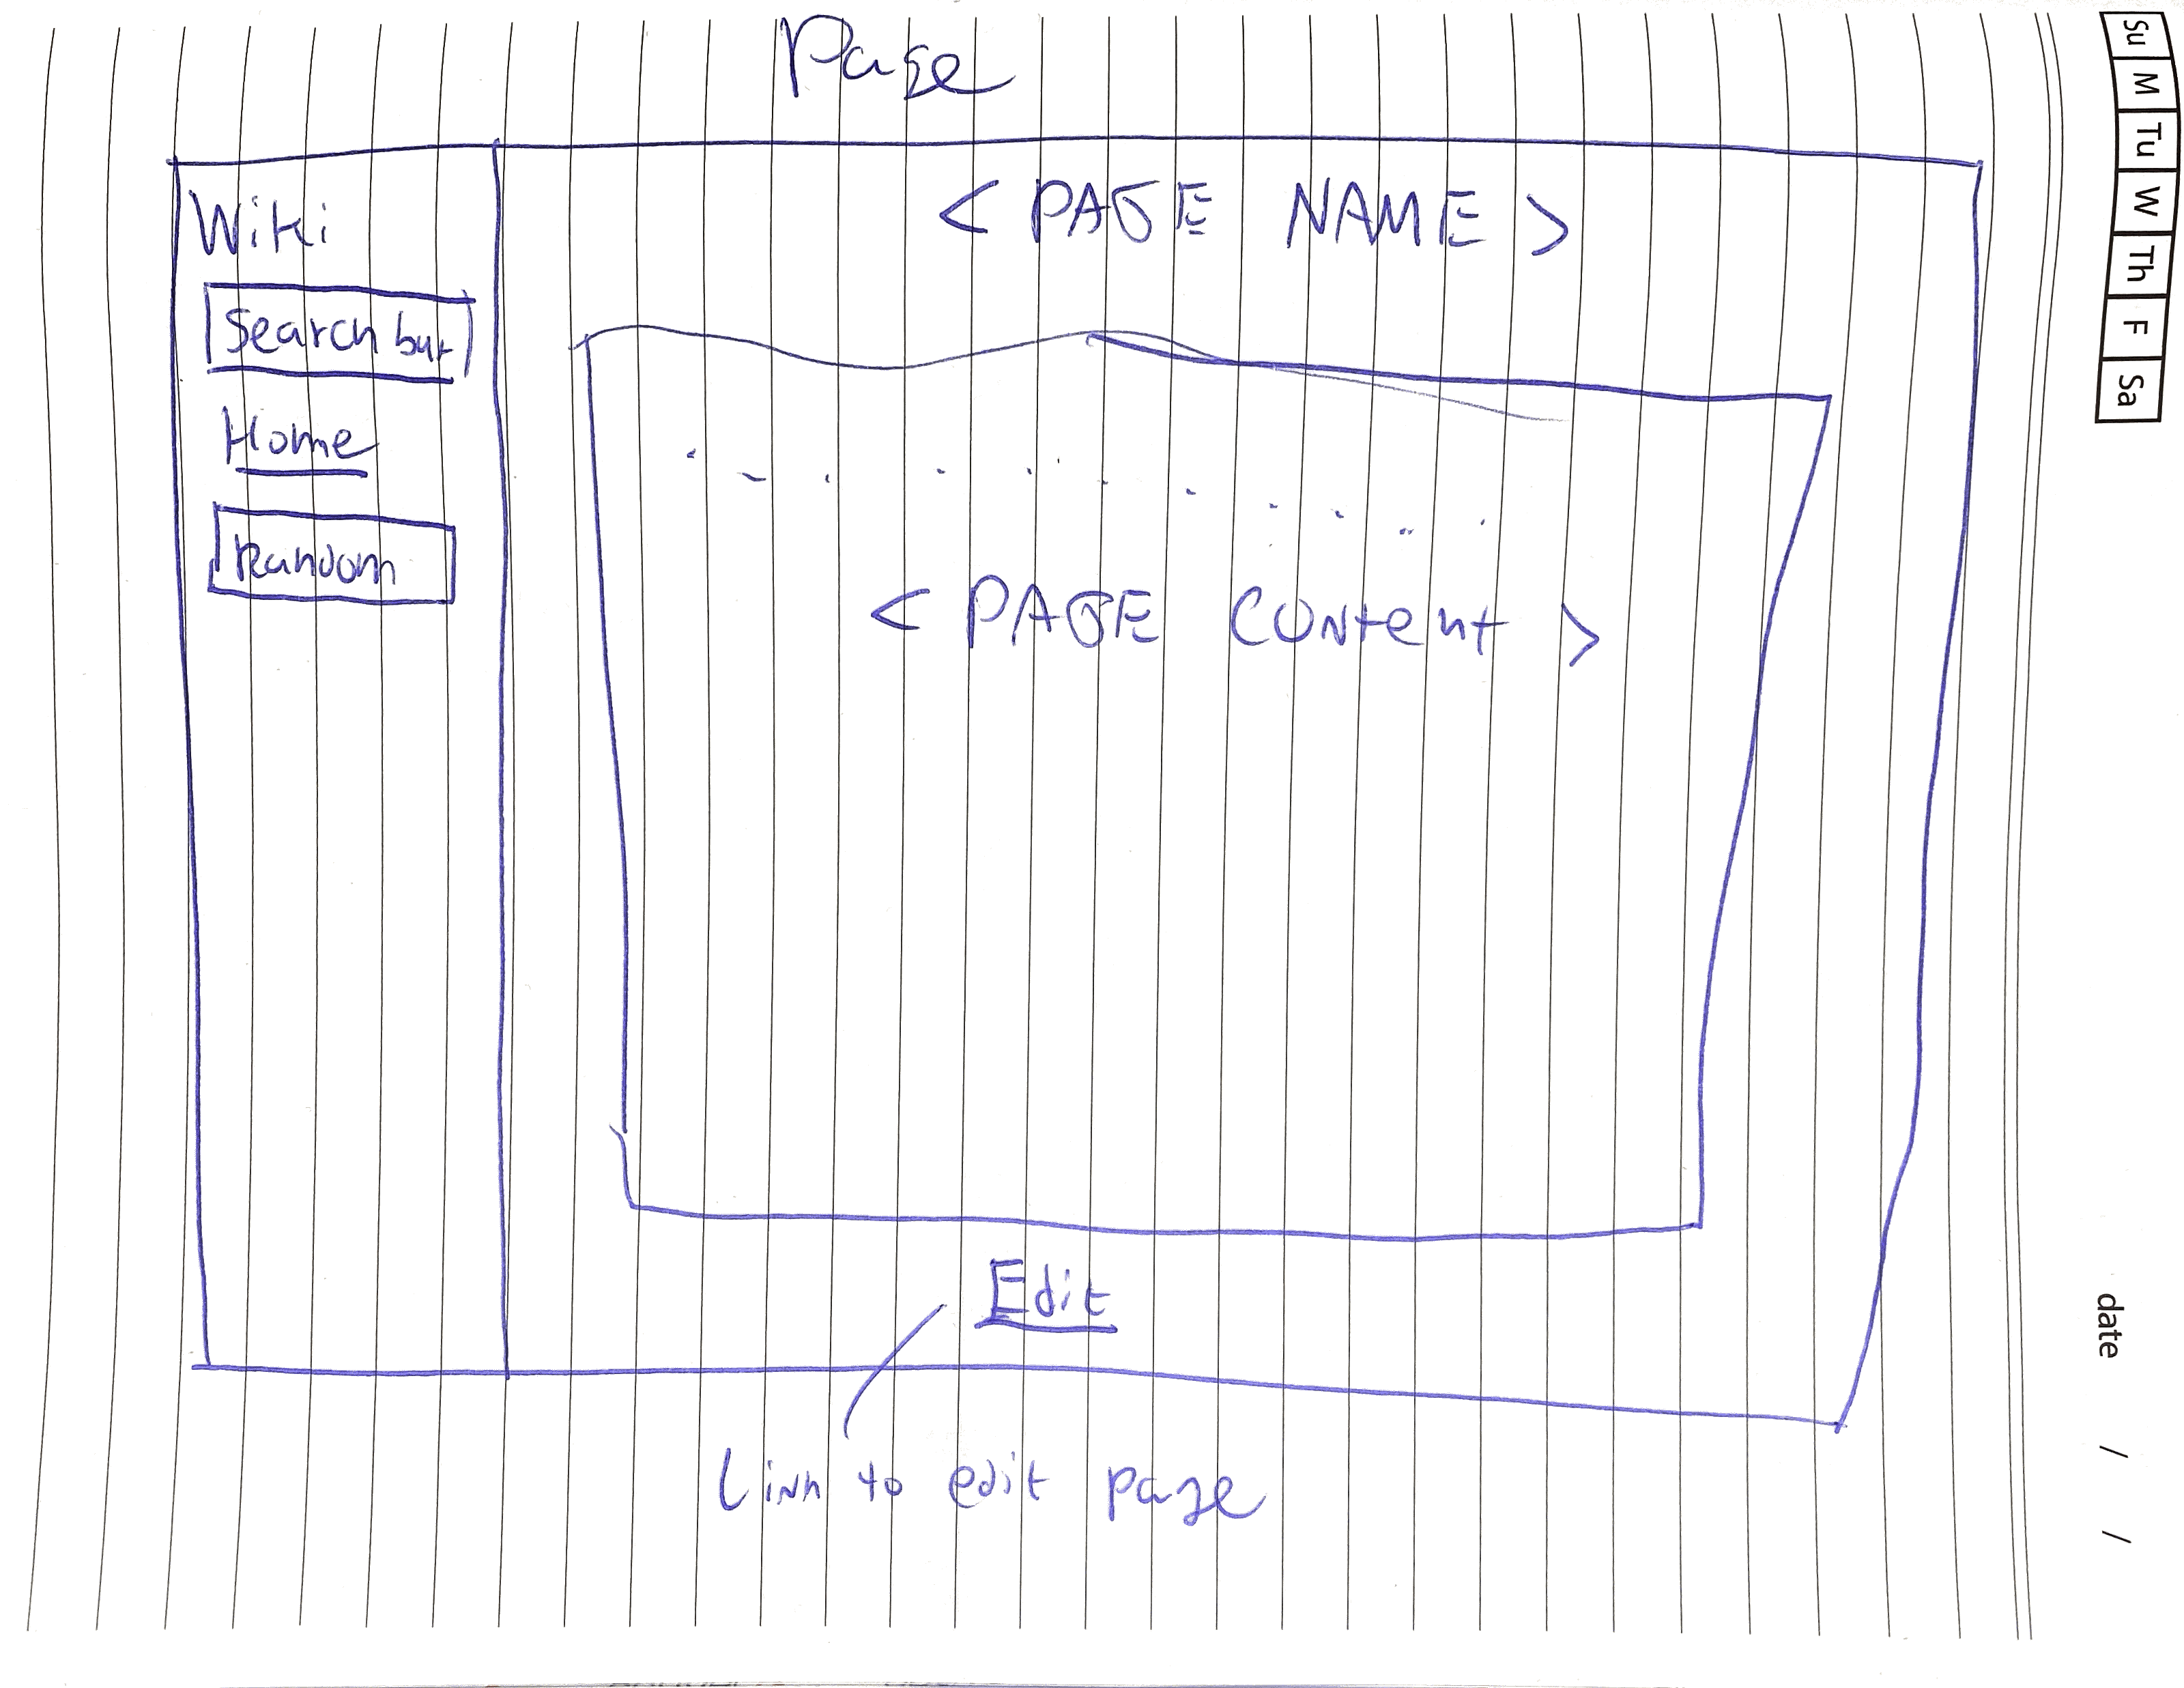 Page
Wiki
< PAGE NAME >
Search bar
Home
Random
< PAGE CONtent >
Edit
Link to edit page
Su M Tu W Th F Sa
date / /